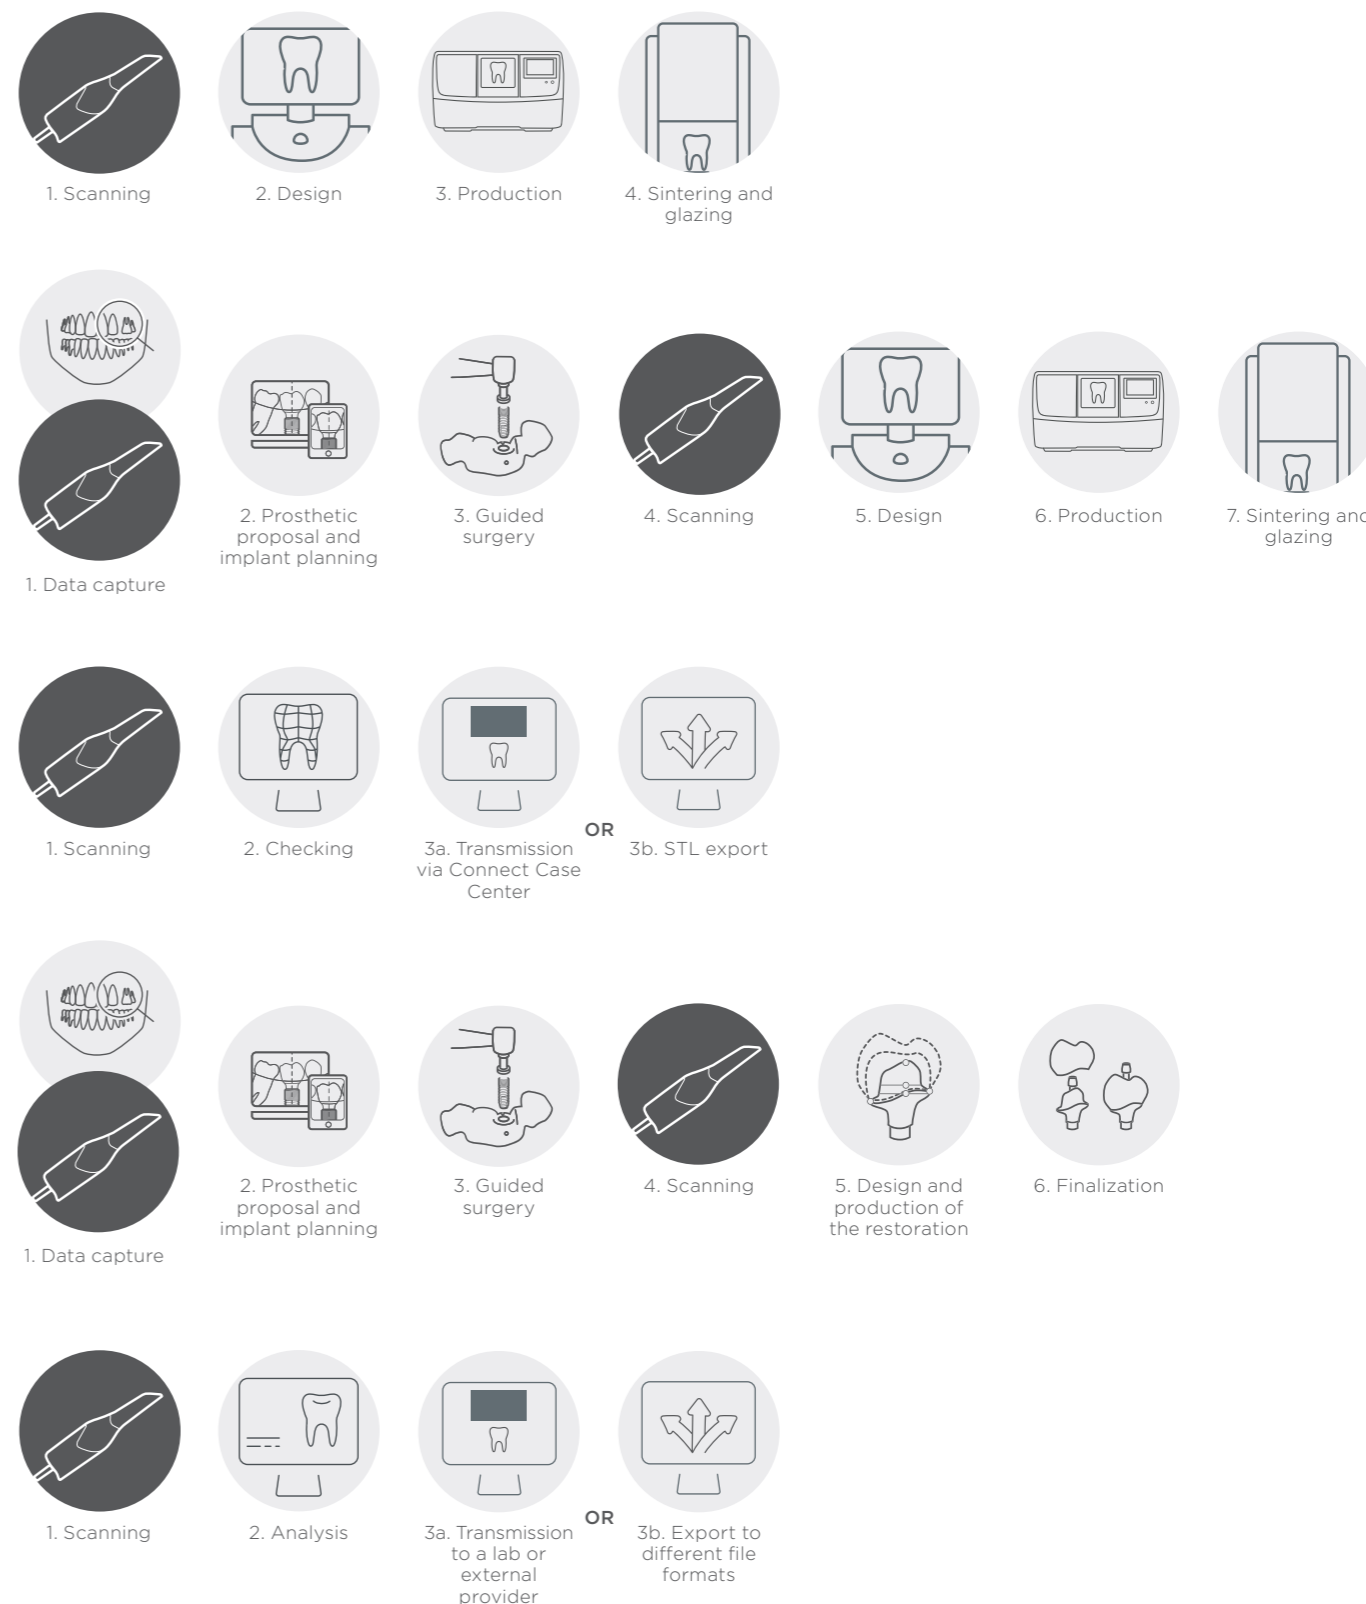 1. Scanning
2. Design
3. Production
4. Sintering and
glazing
1. Data capture
2. Prosthetic
proposal and
implant planning
3. Guided
surgery
4. Scanning
5. Design
6. Production
7. Sintering and
glazing
1. Scanning
2. Checking
3a. Transmission
via Connect Case
Center
OR
3b. STL export
1. Data capture
2. Prosthetic
proposal and
implant planning
3. Guided
surgery
4. Scanning
5. Design and
production of
the restoration
6. Finalization
1. Scanning
2. Analysis
3a. Transmission
to a lab or
external
provider
OR
3b. Export to
different file
formats